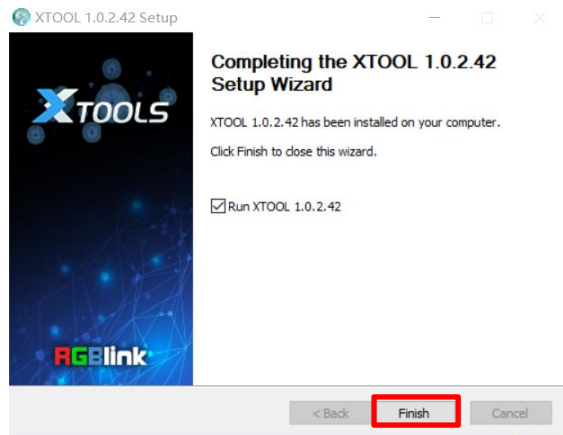 XTOOL 1.0.2.42 Setup
XTOOLS
Completing the XTOOL 1.0.2.42
Setup Wizard
XTOOL 1.0.2.42 has been installed on your computer.
Click Finish to close this wizard.
Run XTOOL 1.0.2.42
RGBlink
< Back
Finish
Cancel